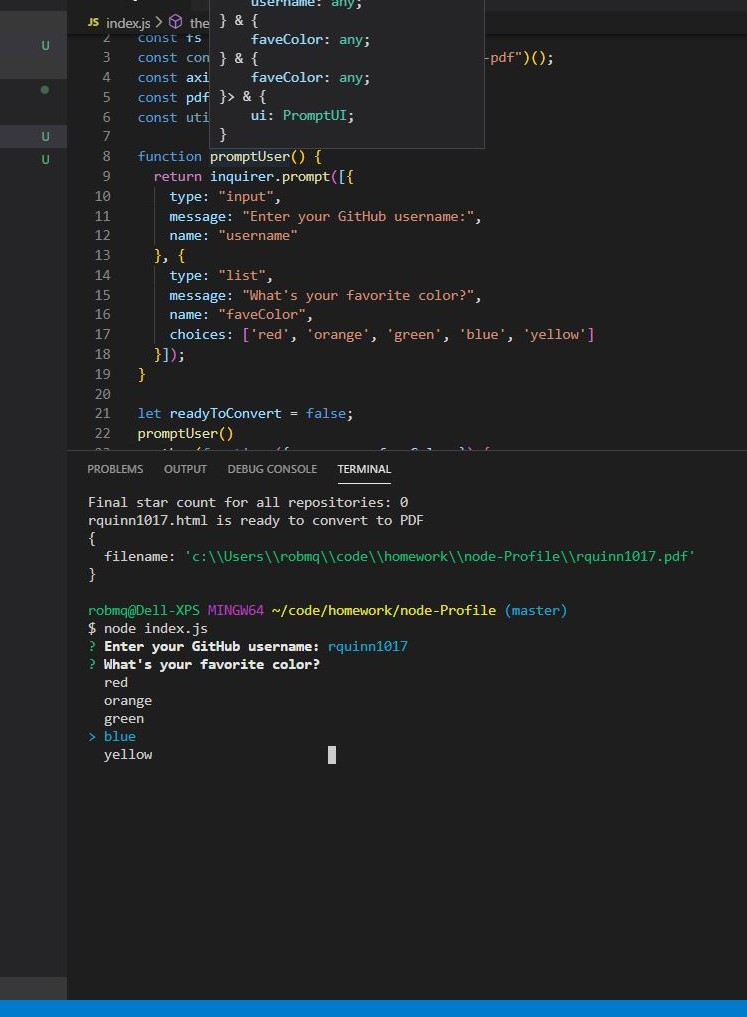 username: any;
JS index.js > the
} & {
faveColor: any;
} & {
faveColor: any;
}> & {
ui: PromptUI;
}
U
U
U
2 const fs
3 const con -pdf")();
4 const axi
5 const pdf
6 const uti
7
8 function promptUser() {
9 return inquirer.prompt([{
10 type: "input",
11 message: "Enter your GitHub username:",
12 name: "username"
13 }, {
14 type: "list",
15 message: "What's your favorite color?",
16 name: "faveColor",
17 choices: ['red', 'orange', 'green', 'blue', 'yellow']
18 }]);
19 }
20
21 let readyToConvert = false;
22 promptUser()
PROBLEMS OUTPUT DEBUG CONSOLE TERMINAL
Final star count for all repositories: 0
rquinn1017.html is ready to convert to PDF
{
filename: 'c:\\Users\\robmq\\code\\homework\\node-Profile\\rquinn1017.pdf'
}
robmq@Dell-XPS MINGW64 ~/code/homework/node-Profile (master)
$ node index.js
? Enter your GitHub username: rquinn1017
? What's your favorite color?
red
orange
green
> blue
yellow